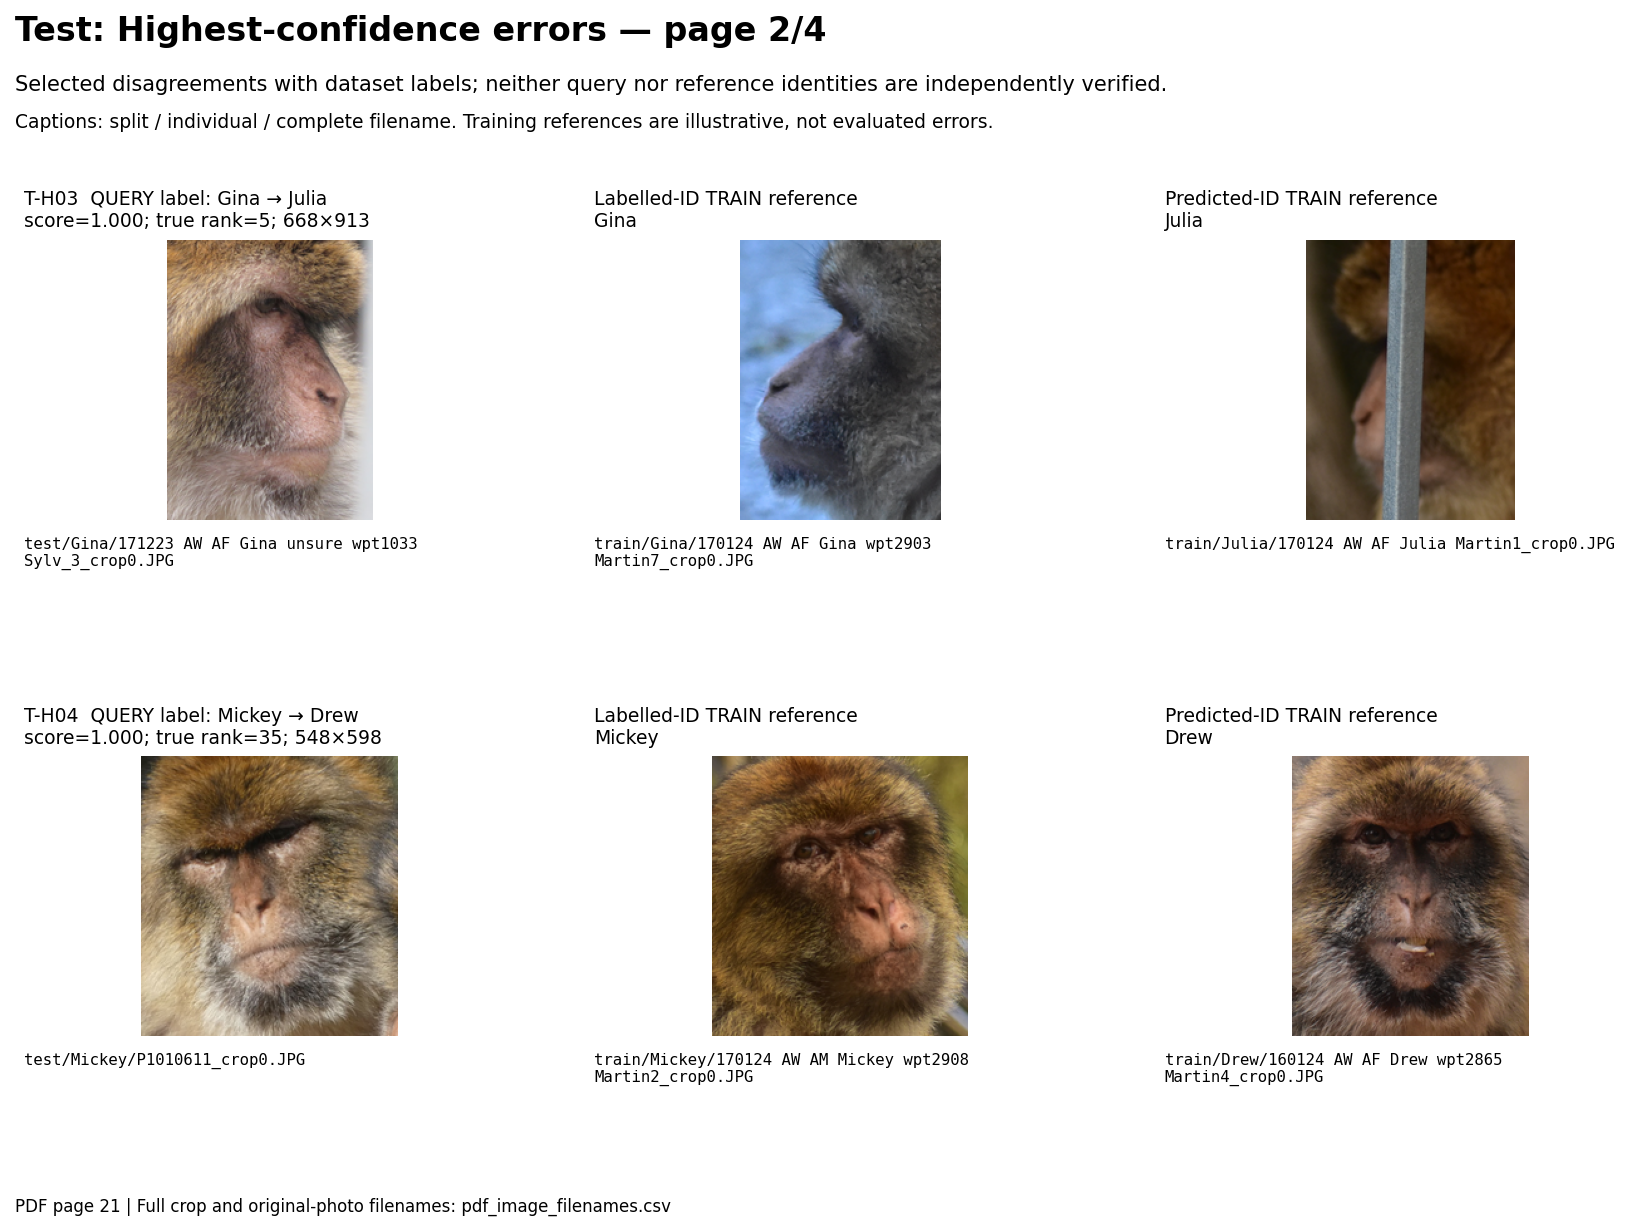 Test: Highest-confidence errors — page 2/4
Selected disagreements with dataset labels; neither query nor reference identities are independently verified.
Captions: split / individual / complete filename. Training references are illustrative, not evaluated errors.
T-H03  QUERY label: Gina → Julia
score=1.000; true rank=5; 668×913
Labelled-ID TRAIN reference
Gina
Predicted-ID TRAIN reference
Julia
test/Gina/171223 AW AF Gina unsure wpt1033
Sylv_3_crop0.JPG
train/Gina/170124 AW AF Gina wpt2903
Martin7_crop0.JPG
train/Julia/170124 AW AF Julia Martin1_crop0.JPG
T-H04  QUERY label: Mickey → Drew
score=1.000; true rank=35; 548×598
Labelled-ID TRAIN reference
Mickey
Predicted-ID TRAIN reference
Drew
test/Mickey/P1010611_crop0.JPG
train/Mickey/170124 AW AM Mickey wpt2908
Martin2_crop0.JPG
train/Drew/160124 AW AF Drew wpt2865
Martin4_crop0.JPG
PDF page 21 | Full crop and original-photo filenames: pdf_image_filenames.csv